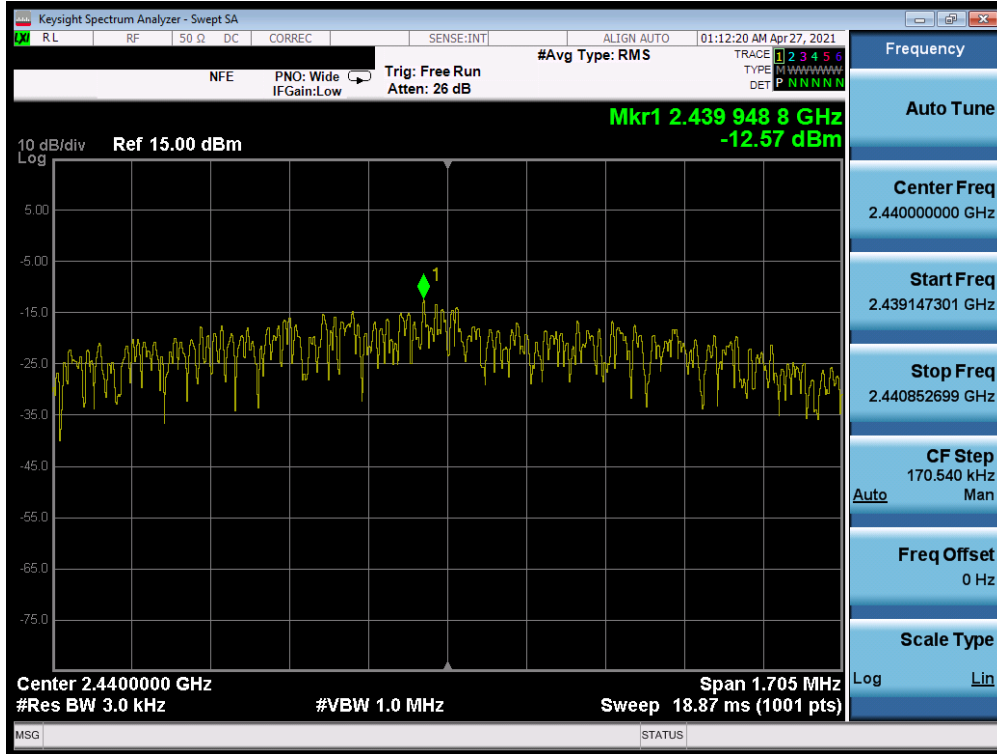 Keysight Spectrum Analyzer - Swept SA
LXI RL RF 50 Ω DC CORREC SENSE:INT ALIGN AUTO 01:12:20 AM Apr 27, 2021
NFE PNO: Wide Trig: Free Run #Avg Type: RMS TRACE 1 2 3 4 5 6
IFGain:Low Atten: 26 dB TYPE M W W W W W
DET P N N N N N
Mkr1 2.439 948 8 GHz
-12.57 dBm
10 dB/div Ref 15.00 dBm
Log
5.00
-5.00
1
-15.0
-25.0
-35.0
-45.0
-55.0
-65.0
-75.0
Center 2.4400000 GHz Span 1.705 MHz
#Res BW 3.0 kHz #VBW 1.0 MHz Sweep 18.87 ms (1001 pts)
MSG STATUS
Frequency
Auto Tune
Center Freq
2.440000000 GHz
Start Freq
2.439147301 GHz
Stop Freq
2.440852699 GHz
CF Step
170.540 kHz
Auto Man
Freq Offset
0 Hz
Scale Type
Log Lin